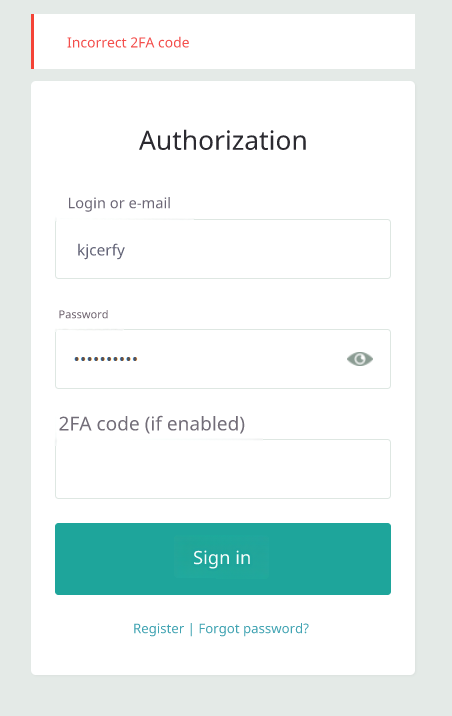 Incorrect 2FA code
Authorization
Login or e-mail
kjcerfy
Password
••••••••••
2FA code (if enabled)
Sign in
Register | Forgot password?